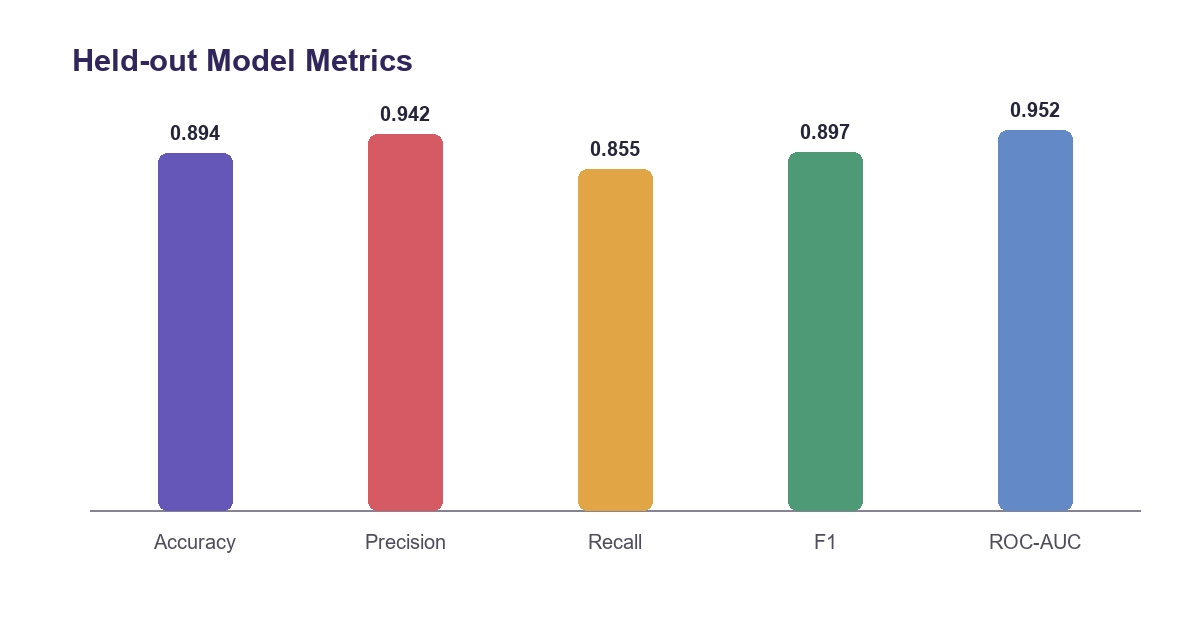 Held-out Model Metrics
0.894
0.942
0.855
0.897
0.952
Accuracy
Precision
Recall
F1
ROC-AUC